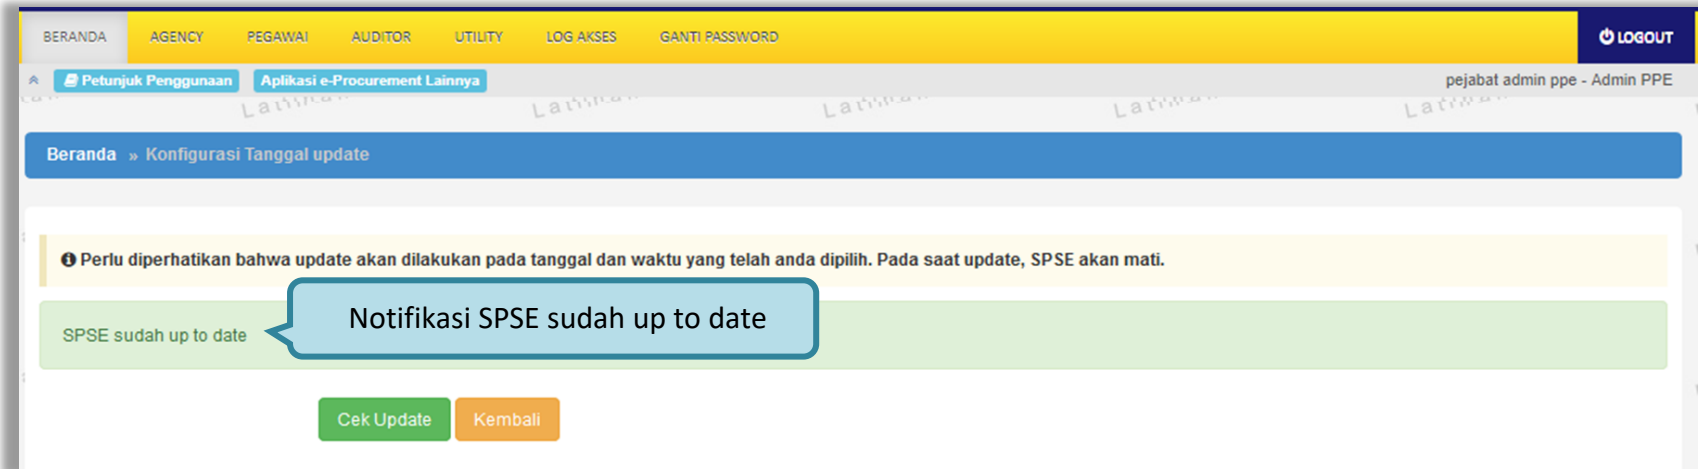 BERANDA AGENCY PEGAWAI AUDITOR UTILITY LOG AKSES GANTI PASSWORD LOGOUT
Petunjuk Penggunaan Aplikasi e-Procurement Lainnya pejabat admin ppe - Admin PPE
Beranda » Konfigurasi Tanggal update
Perlu diperhatikan bahwa update akan dilakukan pada tanggal dan waktu yang telah anda dipilih. Pada saat update, SPSE akan mati.
Notifikasi SPSE sudah up to date
SPSE sudah up to date
Cek Update Kembali